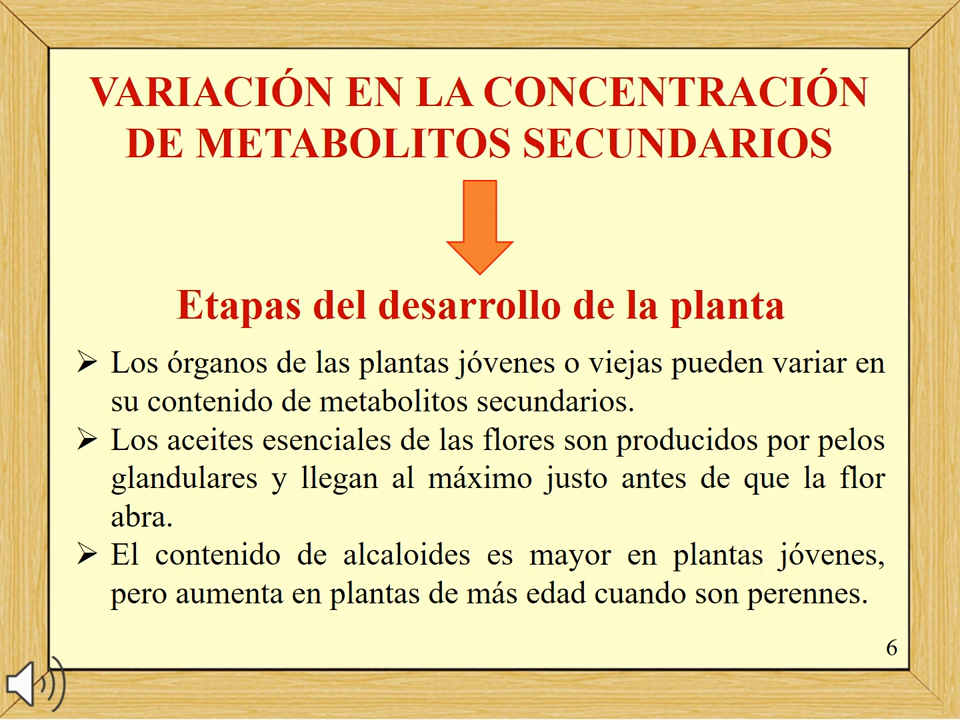 VARIACIÓN EN LA CONCENTRACIÓN
DE METABOLITOS SECUNDARIOS
Etapas del desarrollo de la planta
➢ Los órganos de las plantas jóvenes o viejas pueden variar en
su contenido de metabolitos secundarios.
➢ Los aceites esenciales de las flores son producidos por pelos
glandulares y llegan al máximo justo antes de que la flor
abra.
➢ El contenido de alcaloides es mayor en plantas jóvenes,
pero aumenta en plantas de más edad cuando son perennes.
6